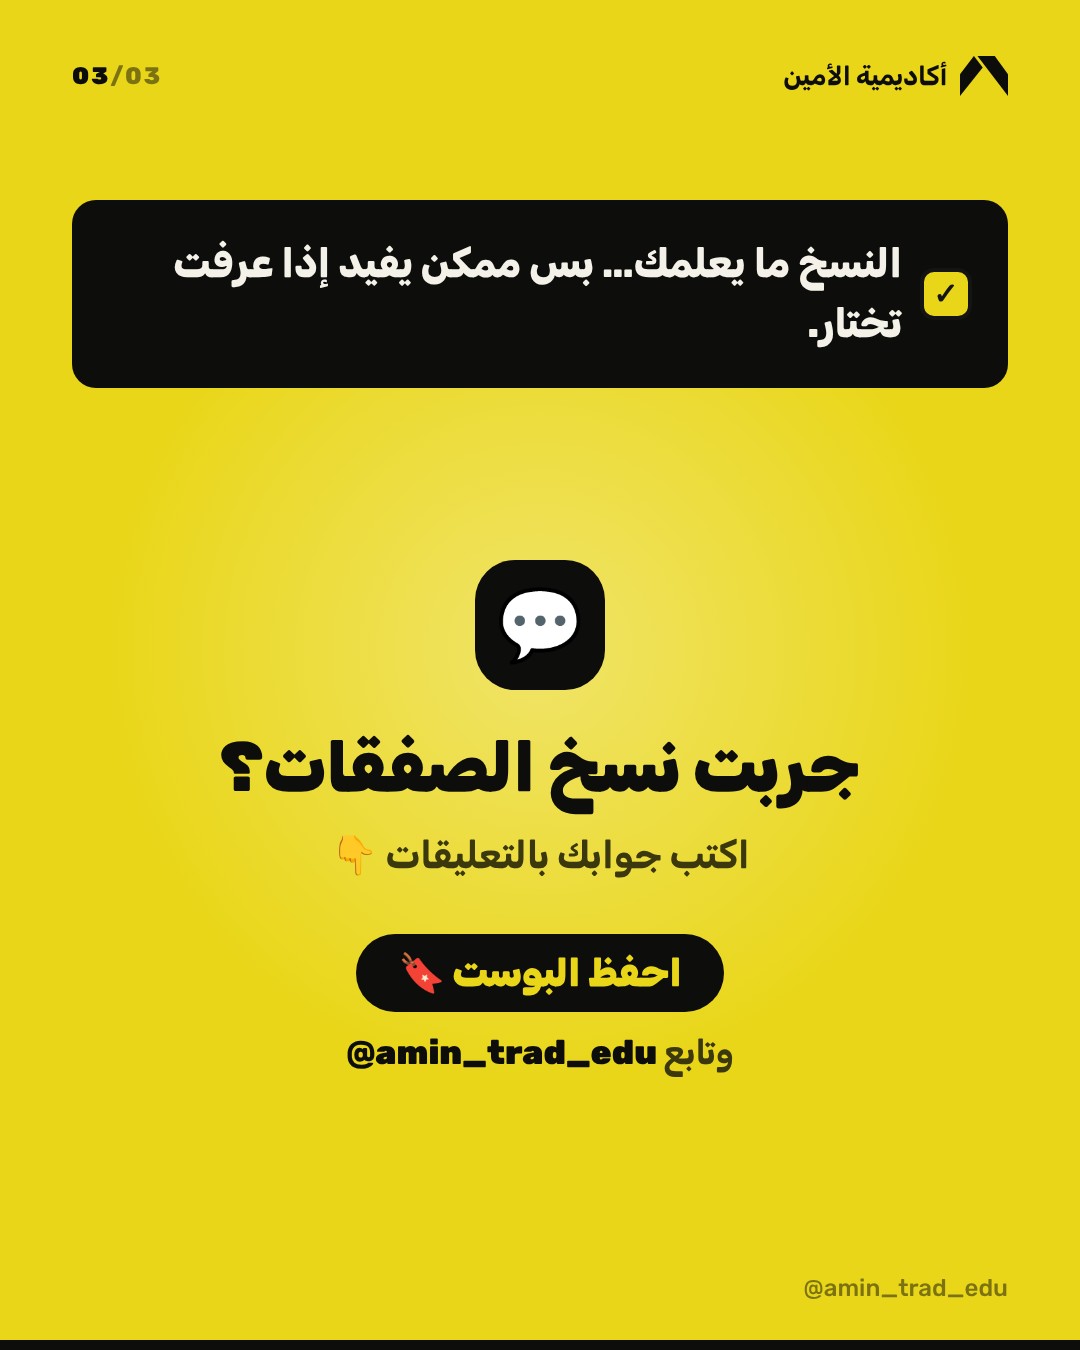 أكاديمية الأمين
03/03
النسخ ما يعلمك... بس ممكن يفيد إذا عرفت
تختار.
جربت نسخ الصفقات؟
اكتب جوابك بالتعليقات 👇
احفظ البوست 🔖
وتابع @amin_trad_edu
@amin_trad_edu